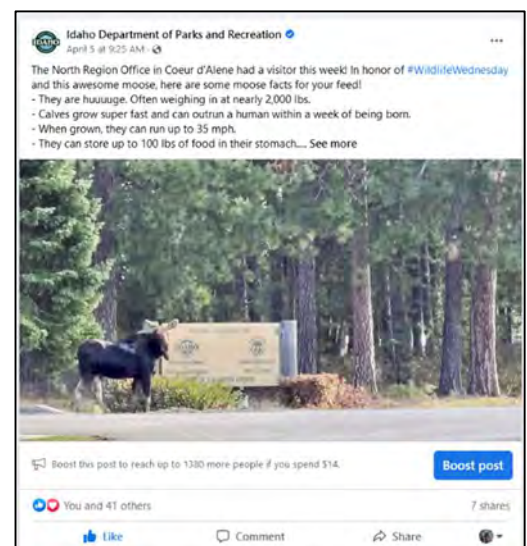 Idaho Department of Parks and Recreation
April 5 at 9:25 AM
The North Region Office in Coeur d'Alene had a visitor this week! In honor of #WildlifeWednesday
and this awesome moose, here are some moose facts for your feed!
- They are huuuuge. Often weighing in at nearly 2,000 lbs.
- Calves grow super fast and can outrun a human within a week of being born.
- When grown, they can run up to 35 mph.
- They can store up to 100 lbs of food in their stomach.... See more
Boost this post to reach up to 1380 more people if you spend $14.
Boost post
You and 41 others
7 shares
Like
Comment
Share